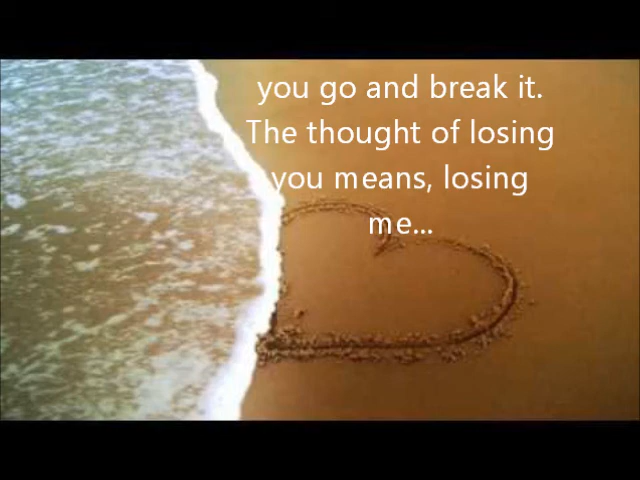 you go and break it.
The thought of losing
you means, losing
me...